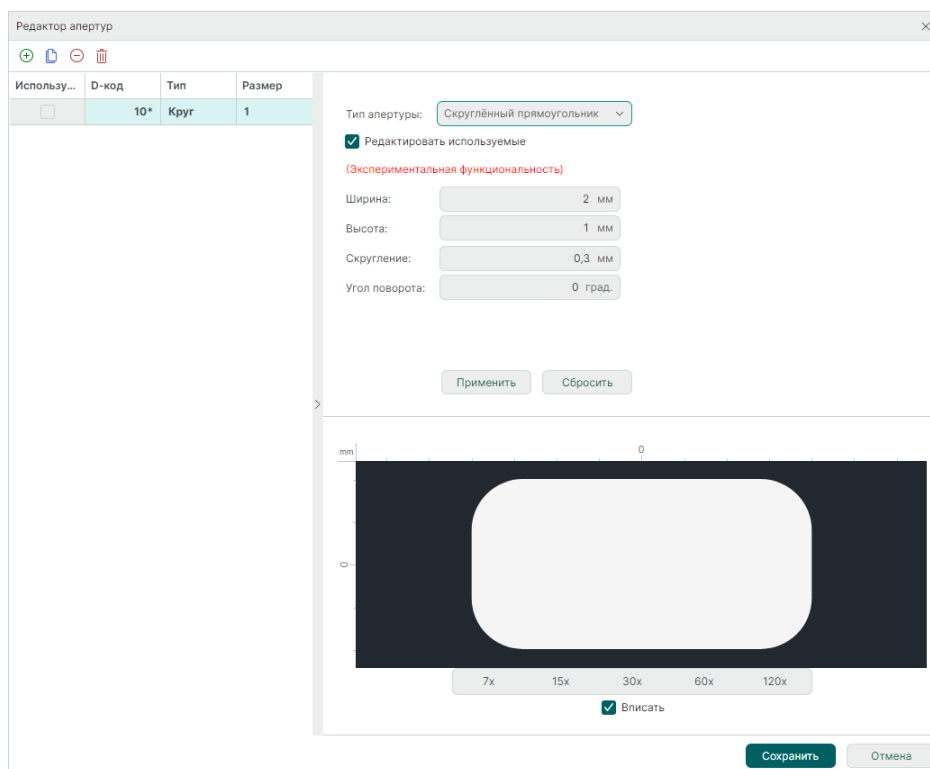 Редактор апертур
Использу... D-код Тип Размер
10* Круг 1
Тип апертуры: Скруглённый прямоугольник
Редактировать используемые
(Экспериментальная функциональность)
Ширина: 2 мм
Высота: 1 мм
Скругление: 0,3 мм
Угол поворота: 0 град.
Применить Сбросить
mm 0
0
7x 15x 30x 60x 120x
Вписать
Сохранить Отмена